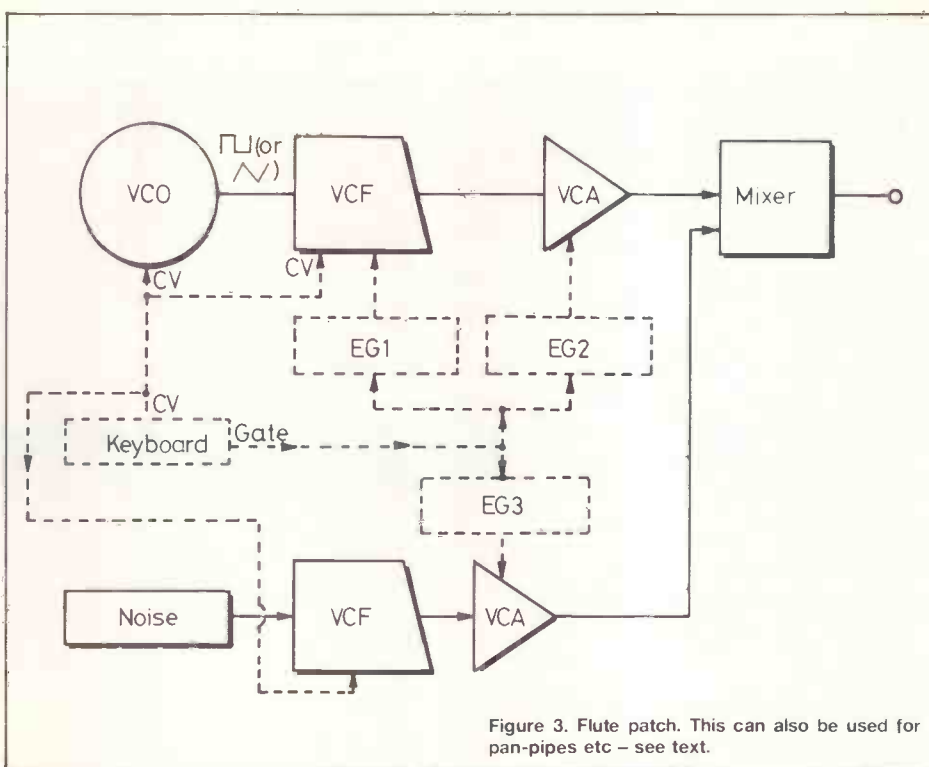 VCO
(or
)
VCF
VCA
Mixer
CV
CV
EG1
EG2
CV
Keyboard
Gate
EG3
Noise
VCF
VCA
Figure 3. Flute patch. This can also be used for
pan-pipes etc – see text.